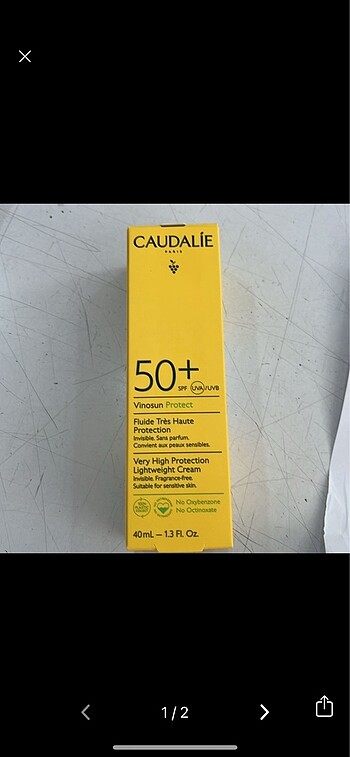 CAUDALÍE
PARIS
50+
SPF UVA/UVB
Vinosun Protect
Fluide Très Haute
Protection
Invisible. Sans parfum.
Convient aux peaux sensibles.
Very High Protection
Lightweight Cream
Invisible. Fragrance-free.
Suitable for sensitive skin.
No Oxybenzone
No Octinoxate
40mL – 1.3 Fl. Oz.
1/2